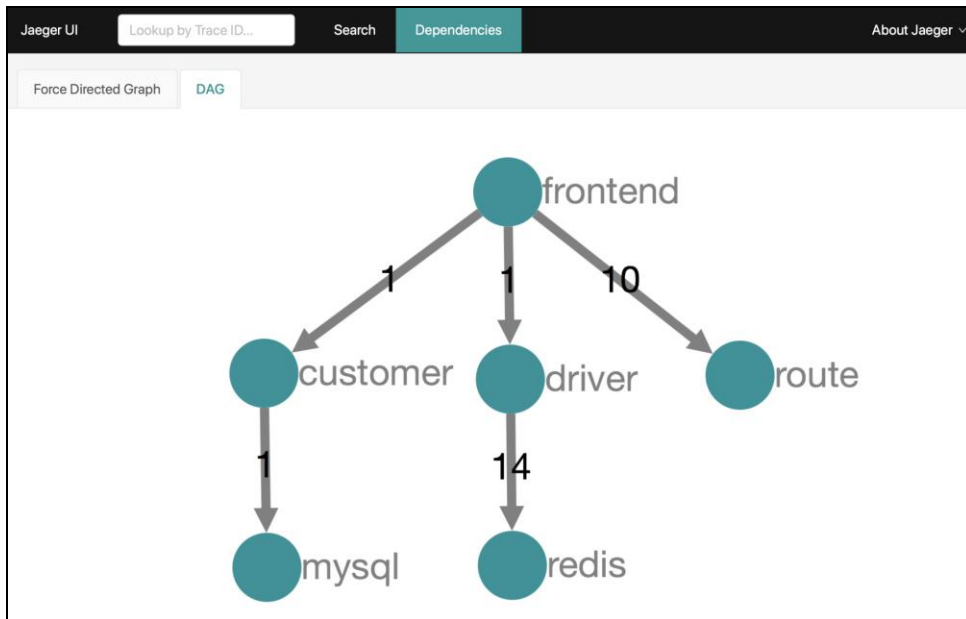 Jaeger UI Lookup by Trace ID... Search Dependencies About Jaeger
Force Directed Graph DAG
frontend
1 1 10
customer driver route
1 14
mysql redis